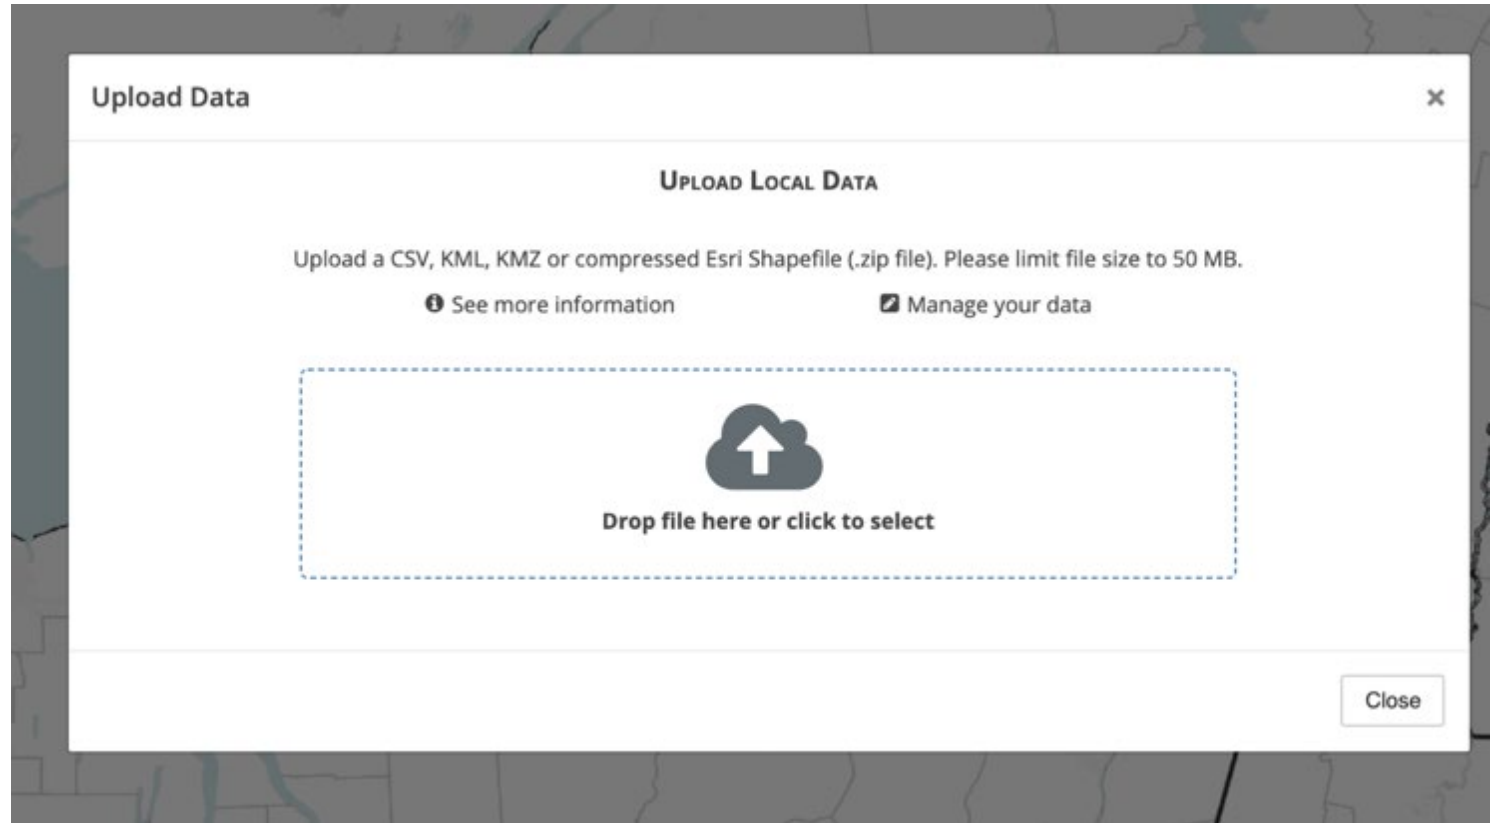 Upload Data
Upload Local Data
Upload a CSV, KML, KMZ or compressed Esri Shapefile (.zip file). Please limit file size to 50 MB.
See more information
Manage your data
Drop file here or click to select
Close